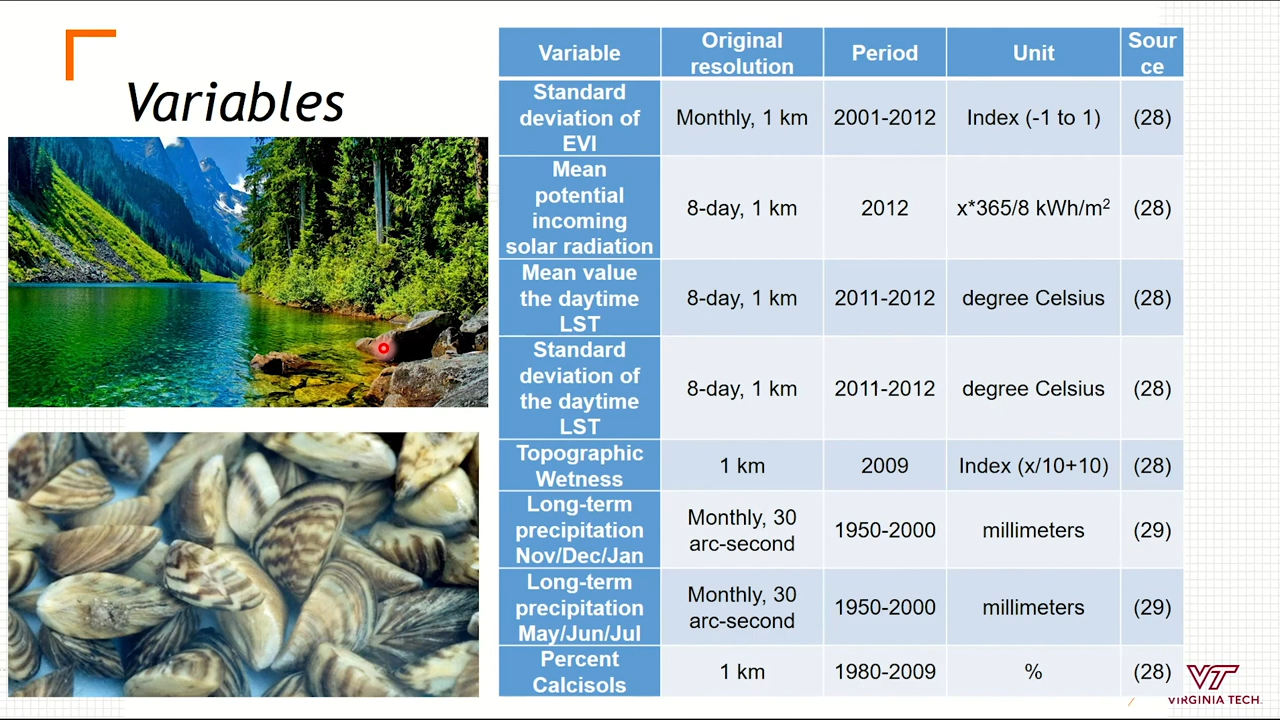 Variables
Variable Original resolution Period Unit Sour ce
Standard deviation of EVI Monthly, 1 km 2001-2012 Index (-1 to 1) (28)
Mean potential incoming solar radiation 8-day, 1 km 2012 x*365/8 kWh/m² (28)
Mean value the daytime LST 8-day, 1 km 2011-2012 degree Celsius (28)
Standard deviation of the daytime LST 8-day, 1 km 2011-2012 degree Celsius (28)
Topographic Wetness 1 km 2009 Index (x/10+10) (28)
Long-term precipitation Nov/Dec/Jan Monthly, 30 arc-second 1950-2000 millimeters (29)
Long-term precipitation May/Jun/Jul Monthly, 30 arc-second 1950-2000 millimeters (29)
Percent Calcisols 1 km 1980-2009 % (28)
VT
VIRGINIA TECH.